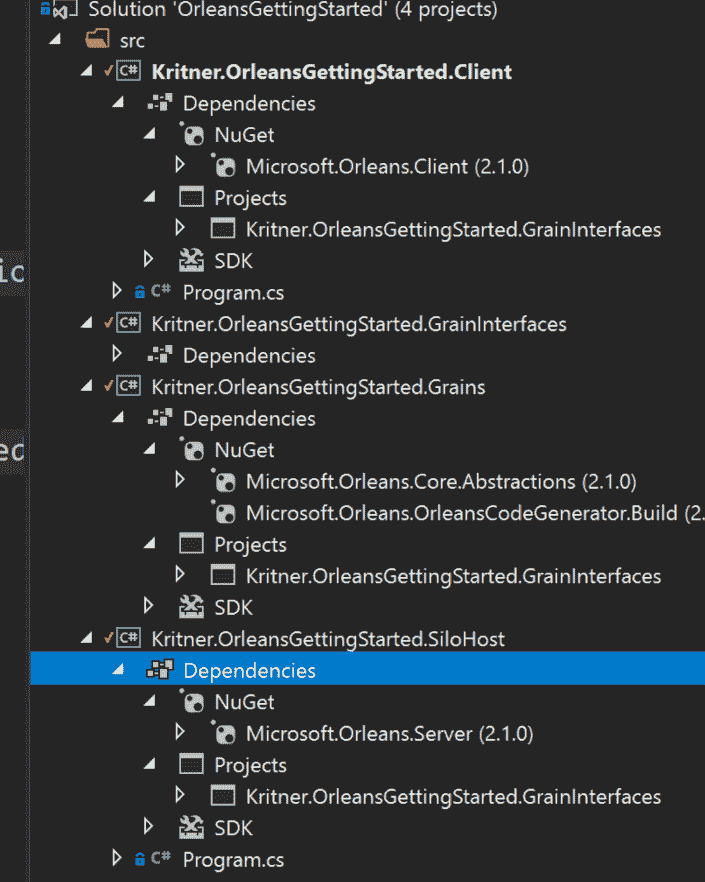 Solution 'OrleansGettingStarted' (4 projects)
src
C# Kritner.OrleansGettingStarted.Client
Dependencies
NuGet
Microsoft.Orleans.Client (2.1.0)
Projects
Kritner.OrleansGettingStarted.GrainInterfaces
SDK
ic
C# Program.cs
C# Kritner.OrleansGettingStarted.GrainInterfaces
Dependencies
C# Kritner.OrleansGettingStarted.Grains
Dependencies
ec
NuGet
Microsoft.Orleans.Core.Abstractions (2.1.0)
Microsoft.Orleans.OrleansCodeGenerator.Build (2.
Projects
Kritner.OrleansGettingStarted.GrainInterfaces
SDK
C# Kritner.OrleansGettingStarted.SiloHost
Dependencies
NuGet
Microsoft.Orleans.Server (2.1.0)
Projects
Kritner.OrleansGettingStarted.GrainInterfaces
SDK
C# Program.cs